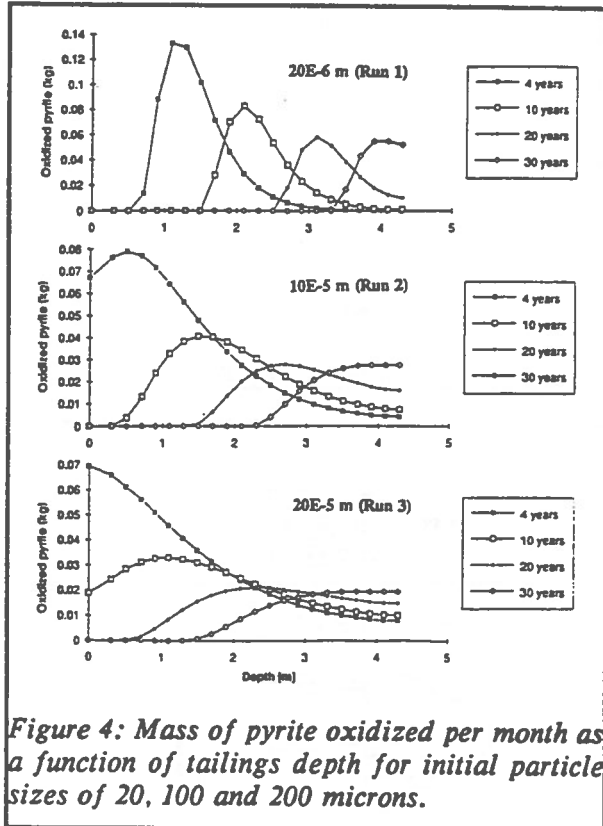 0.14
0.12
0.1
0.08
0.06
0.04
0.02
0
Oxidized pyrite (kg)
20E-6 m (Run 1)
0 1 2 3 4 5
4 years
10 years
20 years
30 years
0.08
0.07
0.06
0.05
0.04
0.03
0.02
0.01
0
Oxidized pyrite (kg)
10E-5 m (Run 2)
0 1 2 3 4 5
4 years
10 years
20 years
30 years
0.07
0.06
0.05
0.04
0.03
0.02
0.01
0
Oxidized pyrite (kg)
20E-5 m (Run 3)
0 1 2 3 4 5
Depth [m]
4 years
10 years
20 years
30 years
Figure 4: Mass of pyrite oxidized per month as
a function of tailings depth for initial particle
sizes of 20, 100 and 200 microns.